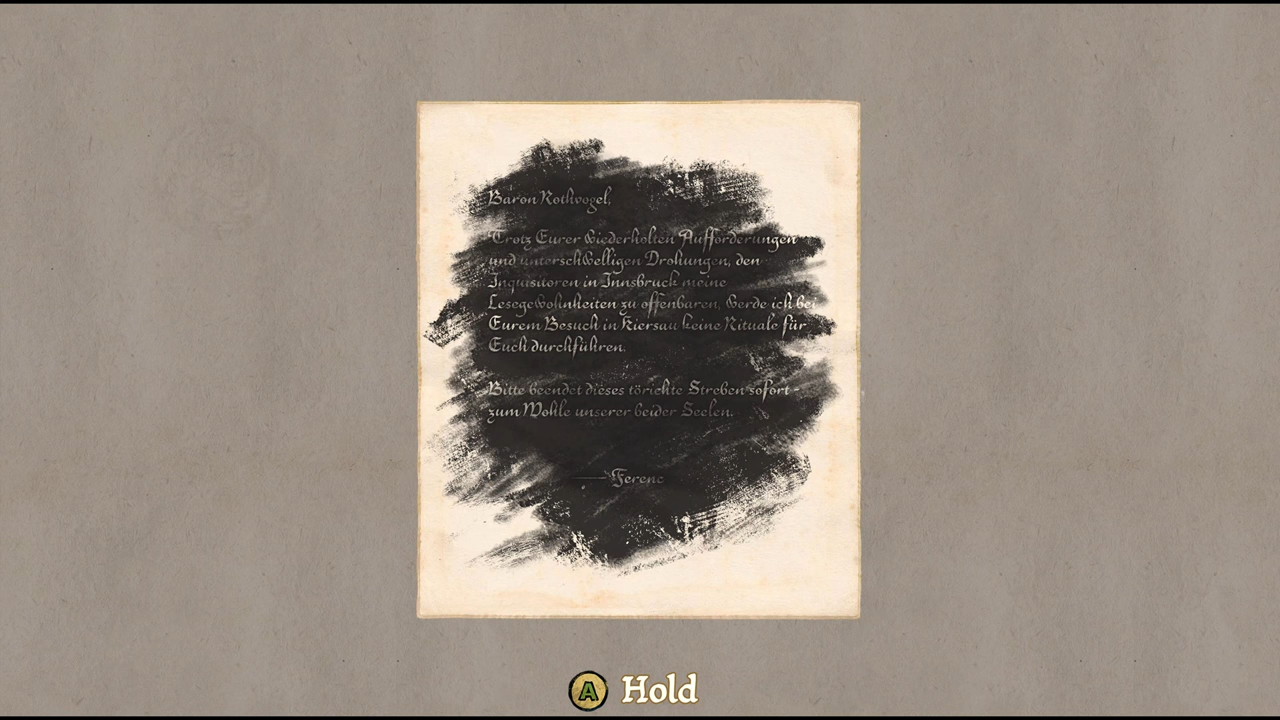 Baron Rothvogel,
Trotz Eurer wiederholten Aufforderungen
und unterschwelligen Drohungen, den
Inquisitoren in Innsbruck meine
Lesegewohnheiten zu offenbaren, werde ich bei
Eurem Besuch in Kiersau keine Rituale für
Euch durchführen.
Bitte beendet dieses törichte Streben sofort -
zum Wohle unserer beider Seelen.
—Ferenc
A Hold